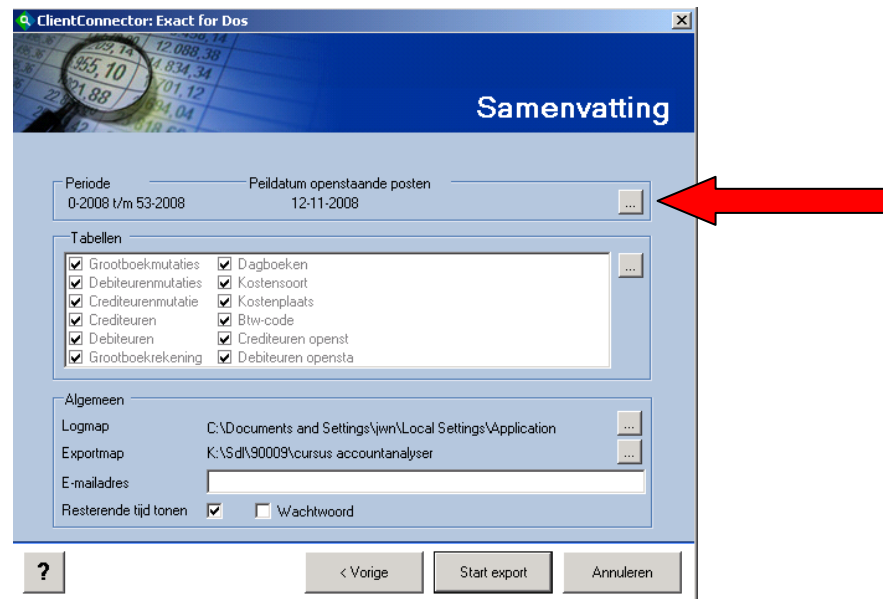 ClientConnector: Exact for Dos
Samenvatting
Periode Peildatum openstaande posten
0-2008 t/m 53-2008 12-11-2008 ...
Tabellen
Grootboekmutaties Dagboeken ...
Debiteurenmutaties Kostensoort
Crediteurenmutatie Kostenplaats
Crediteuren Btw-code
Debiteuren Crediteuren openst
Grootboekrekening Debiteuren opensta
Algemeen
Logmap C:\Documents and Settings\jwn\Local Settings\Application ...
Exportmap K:\Sdl\90009\cursus accountanalyser ...
E-mailadres
Resterende tijd tonen Wachtwoord
? < Vorige Start export Annuleren